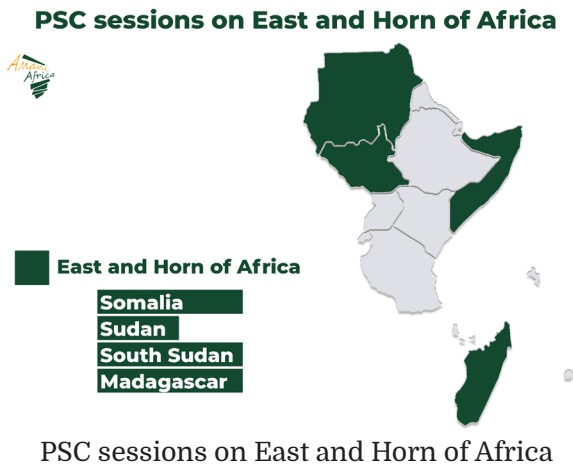 PSC sessions on East and Horn of Africa
Amani
Africa
East and Horn of Africa
Somalia
Sudan
South Sudan
Madagascar
PSC sessions on East and Horn of Africa